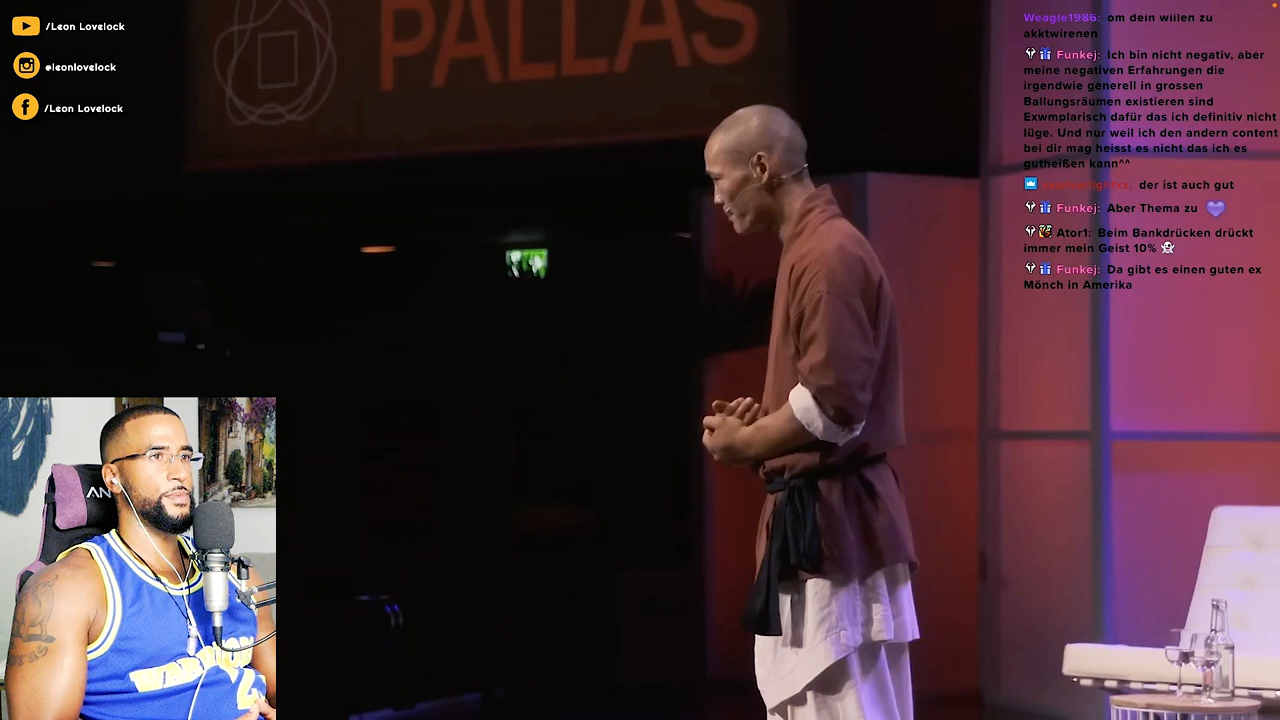 /Leon Lovelock
@leonlovelock
/Leon Lovelock
PALLAS
Weagle1986: om dein wiilen zu
akktwirenen
Funkej: Ich bin nicht negativ, aber
meine negativen Erfahrungen die
irgendwie generell in grossen
Ballungsräumen existieren sind
Exwmplarisch dafür das ich definitiv nicht
lüge. Und nur weil ich den andern content
bei dir mag heisst es nicht das ich es
gutheißen kann^^
der ist auch gut
Funkej: Aber Thema zu
Ator1: Beim Bankdrücken drückt
immer mein Geist 10%
Funkej: Da gibt es einen guten ex
Mönch in Amerika
AN